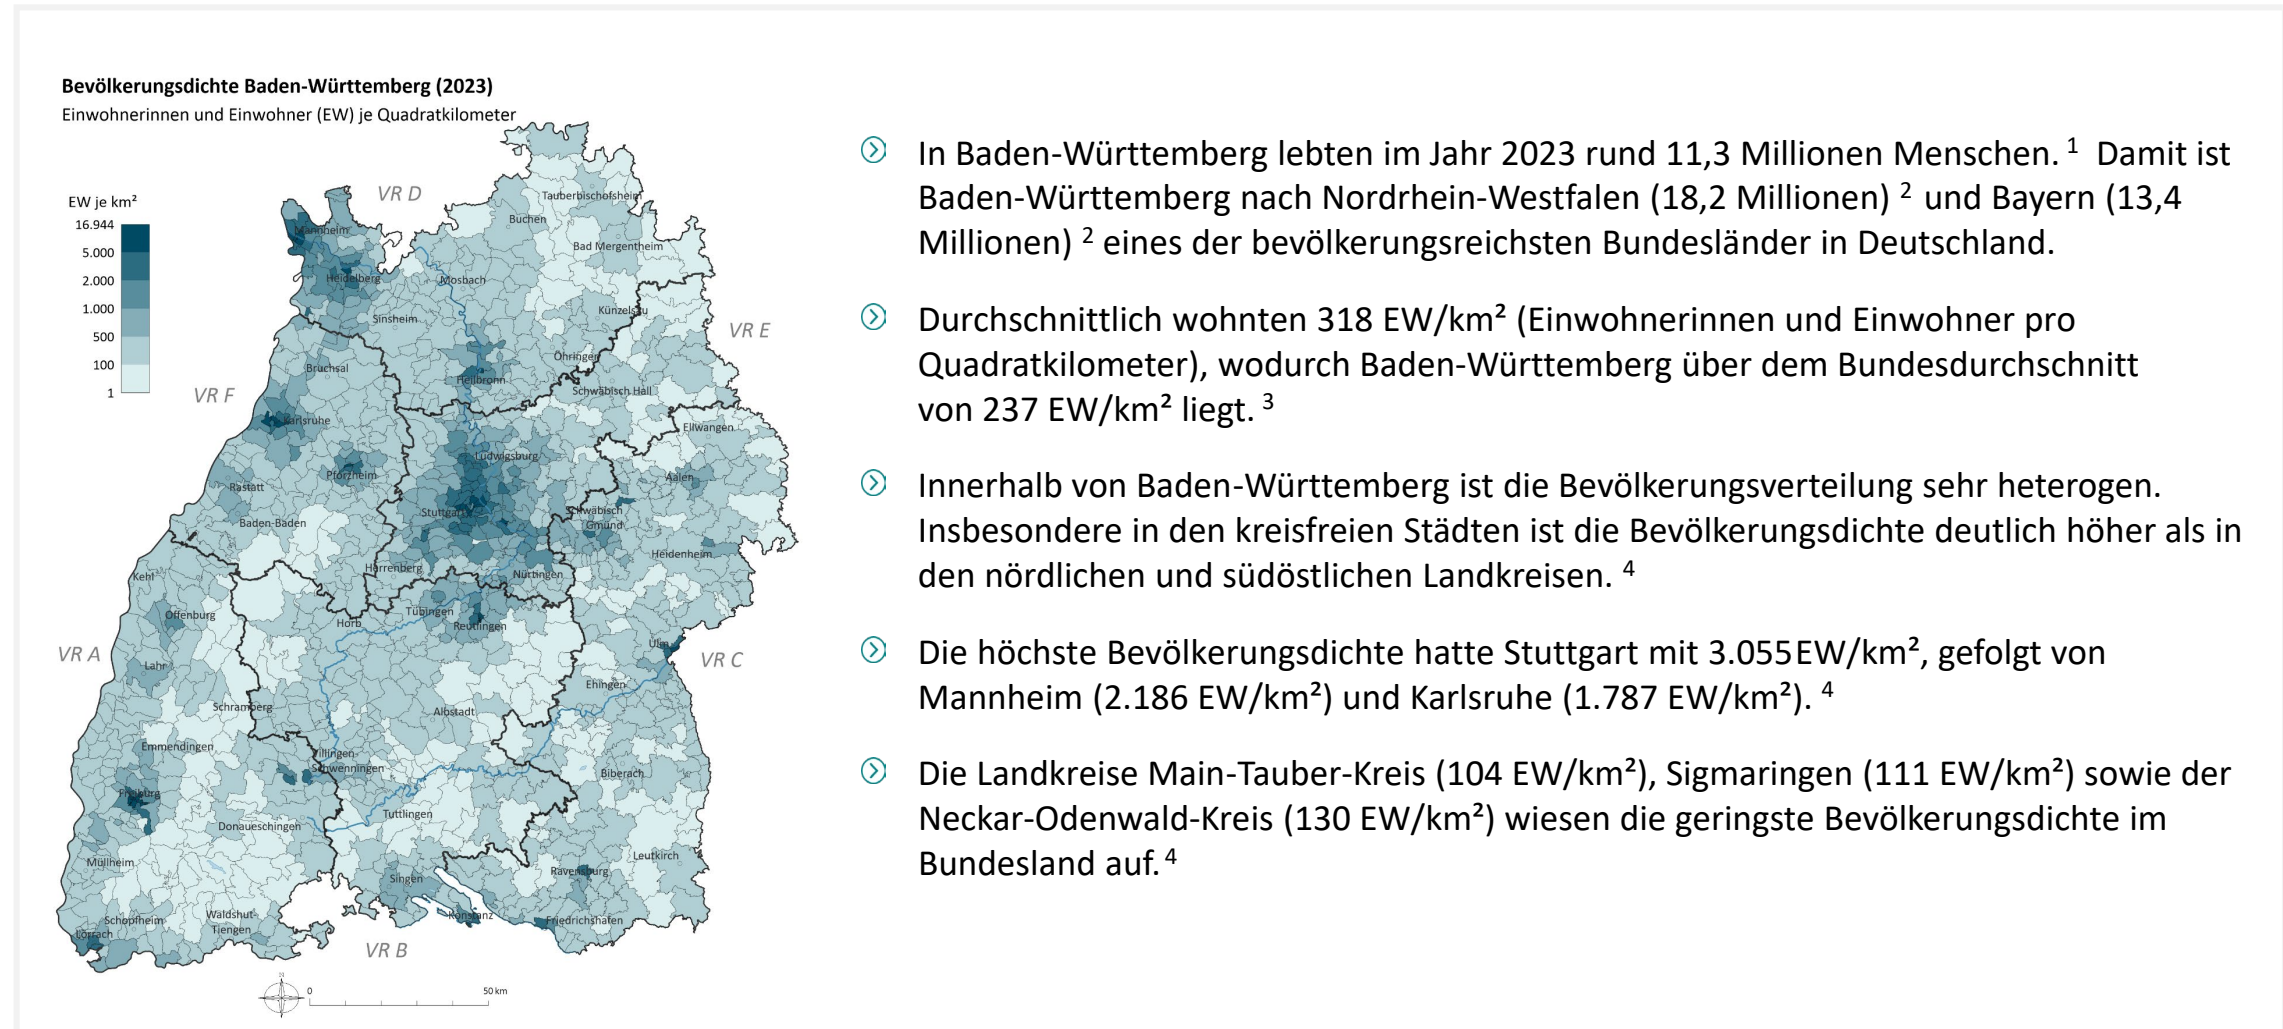 Bevölkerungsdichte Baden-Württemberg (2023)
Einwohnerinnen und Einwohner (EW) je Quadratkilometer
EW je km²
16.944
5.000
2.000
1.000
500
100
1
VR D
VR E
VR F
VR A
VR C
VR B
Tauberbischofsheim
Buchen
Mannheim
Bad Mergentheim
Heidelberg
Mosbach
Künzelsau
Sinsheim
Öhringen
Bruchsal
Heilbronn
Schwäbisch Hall
Karlsruhe
Ellwangen
Ludwigsburg
Pforzheim
Aalen
Rastatt
Stuttgart
Schwäbisch
Gmünd
Baden-Baden
Heidenheim
Herrenberg
Nürtingen
Kehl
Tübingen
Offenburg
Horb
Reutlingen
Ulm
Lahr
Ehingen
Schramberg
Albstadt
Emmendingen
Villingen-
Schwenningen
Biberach
Freiburg
Tuttlingen
Donaueschingen
Müllheim
Leutkirch
Ravensburg
Singen
Schopfheim
Waldshut-
Tiengen
Konstanz
Friedrichshafen
Lörrach
N
0
50 km
In Baden-Württemberg lebten im Jahr 2023 rund 11,3 Millionen Menschen. ¹ Damit ist
Baden-Württemberg nach Nordrhein-Westfalen (18,2 Millionen) ² und Bayern (13,4
Millionen) ² eines der bevölkerungsreichsten Bundesländer in Deutschland.
Durchschnittlich wohnten 318 EW/km² (Einwohnerinnen und Einwohner pro
Quadratkilometer), wodurch Baden-Württemberg über dem Bundesdurchschnitt
von 237 EW/km² liegt. ³
Innerhalb von Baden-Württemberg ist die Bevölkerungsverteilung sehr heterogen.
Insbesondere in den kreisfreien Städten ist die Bevölkerungsdichte deutlich höher als in
den nördlichen und südöstlichen Landkreisen. ⁴
Die höchste Bevölkerungsdichte hatte Stuttgart mit 3.055 EW/km², gefolgt von
Mannheim (2.186 EW/km²) und Karlsruhe (1.787 EW/km²). ⁴
Die Landkreise Main-Tauber-Kreis (104 EW/km²), Sigmaringen (111 EW/km²) sowie der
Neckar-Odenwald-Kreis (130 EW/km²) wiesen die geringste Bevölkerungsdichte im
Bundesland auf. ⁴